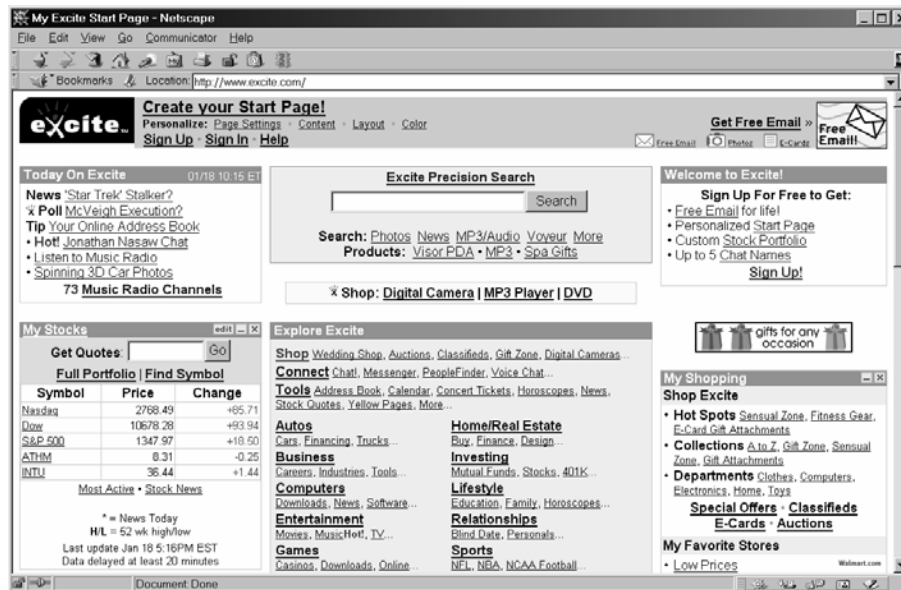 My Excite Start Page - Netscape
File Edit View Go Communicator Help
Bookmarks Location: http://www.excite.com/
excite
Create your Start Page!
Personalize: Page Settings · Content · Layout · Color
Sign Up · Sign In · Help
Get Free Email »
Free Email Photos E-Cards
Free Email!
Today On Excite 01/18 10:15 ET
News 'Star Trek' Stalker?
Poll McVeigh Execution?
Tip Your Online Address Book
• Hot! Jonathan Nasaw Chat
• Listen to Music Radio
• Spinning 3D Car Photos
73 Music Radio Channels
Excite Precision Search
Search
Search: Photos News MP3/Audio Voyeur More
Products: Visor PDA • MP3 • Spa Gifts
Shop: Digital Camera | MP3 Player | DVD
Welcome to Excite!
Sign Up For Free to Get:
• Free Email for life!
• Personalized Start Page
• Custom Stock Portfolio
• Up to 5 Chat Names
Sign Up!
gifts for any
occasion
My Stocks edit
Get Quotes: Go
Full Portfolio | Find Symbol
Symbol Price Change
Nasdaq 2768.49 +85.71
Dow 10678.28 +93.94
S&P 500 1347.97 +18.50
ATHM 8.31 -0.25
INTU 36.44 +1.44
Most Active • Stock News
* = News Today
H/L = 52 wk high/low
Last update Jan 18 5:16PM EST
Data delayed at least 20 minutes
Explore Excite
Shop Wedding Shop, Auctions, Classifieds, Gift Zone, Digital Cameras...
Connect Chat!, Messenger, PeopleFinder, Voice Chat...
Tools Address Book, Calendar, Concert Tickets, Horoscopes, News,
Stock Quotes, Yellow Pages, More...
Autos
Cars, Financing, Trucks...
Business
Careers, Industries, Tools...
Computers
Downloads, News, Software...
Entertainment
Movies, MusicHot!, TV...
Games
Casinos, Downloads, Online...
Home/Real Estate
Buy, Finance, Design...
Investing
Mutual Funds, Stocks, 401K...
Lifestyle
Education, Family, Horoscopes...
Relationships
Blind Date, Personals...
Sports
NFL, NBA, NCAA Football...
My Shopping
Shop Excite
• Hot Spots Sensual Zone, Fitness Gear,
E-Card Gift Attachments
• Collections A to Z, Gift Zone, Sensual
Zone, Gift Attachments
• Departments Clothes, Computers,
Electronics, Home, Toys
Special Offers · Classifieds
E-Cards · Auctions
My Favorite Stores
• Low Prices Walmart.com
Document: Done